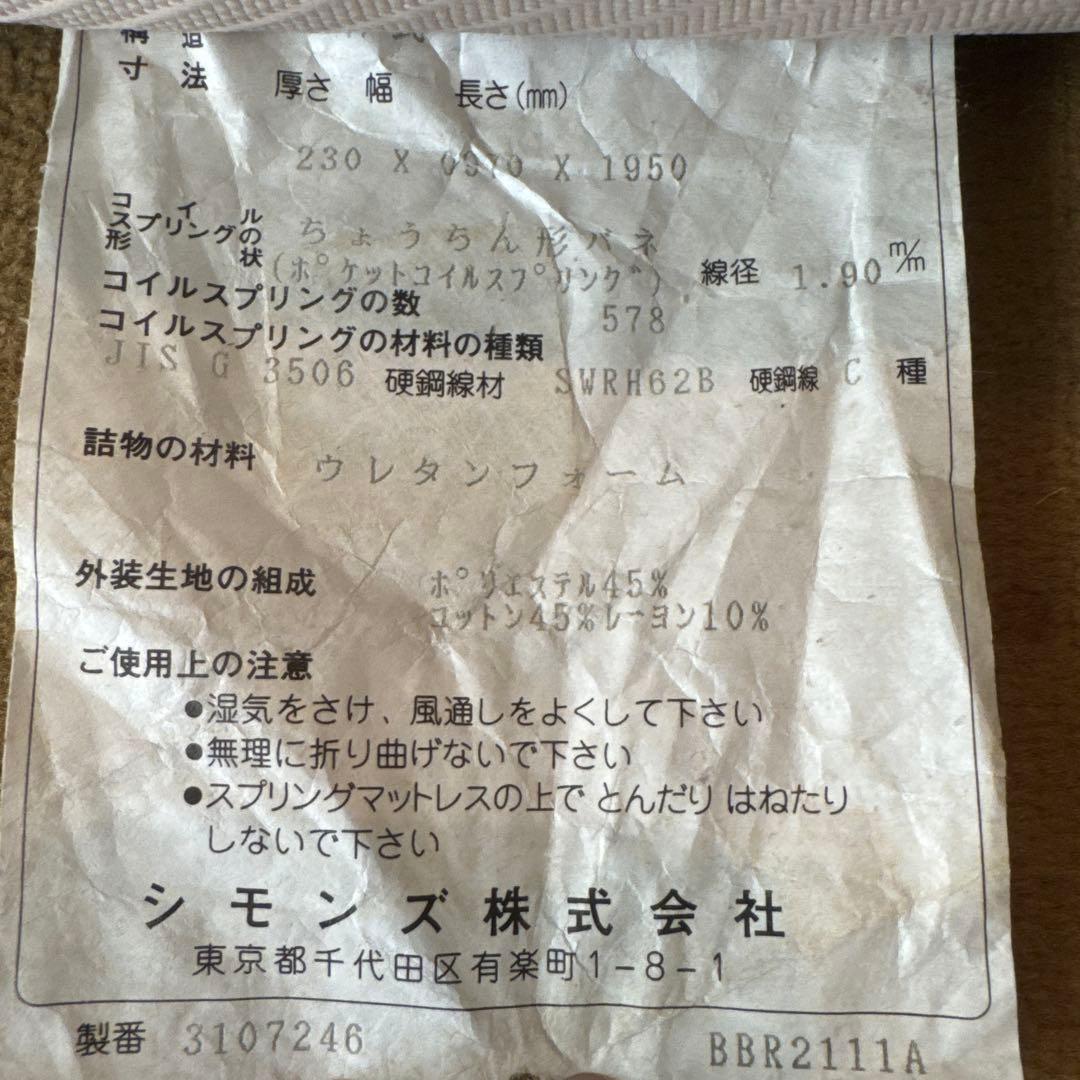 構造
寸法 厚さ 幅 長さ(mm)
230 X 0970 X 1950
コイルスプリングの形状 ちょうちん形バネ
(ポケットコイルスプリング) 線径 1.90 m/m
コイルスプリングの数 578
コイルスプリングの材料の種類
JIS G 3506 硬鋼線材 SWRH62B 硬鋼線 C 種
詰物の材料 ウレタンフォーム
外装生地の組成 ポリエステル45%
コットン45%レーヨン10%
ご使用上の注意
●湿気をさけ、風通しをよくして下さい
●無理に折り曲げないで下さい
●スプリングマットレスの上で とんだり はねたり
しないで下さい
シモンズ株式会社
東京都千代田区有楽町1-8-1
製番 3107246 BBR2111A